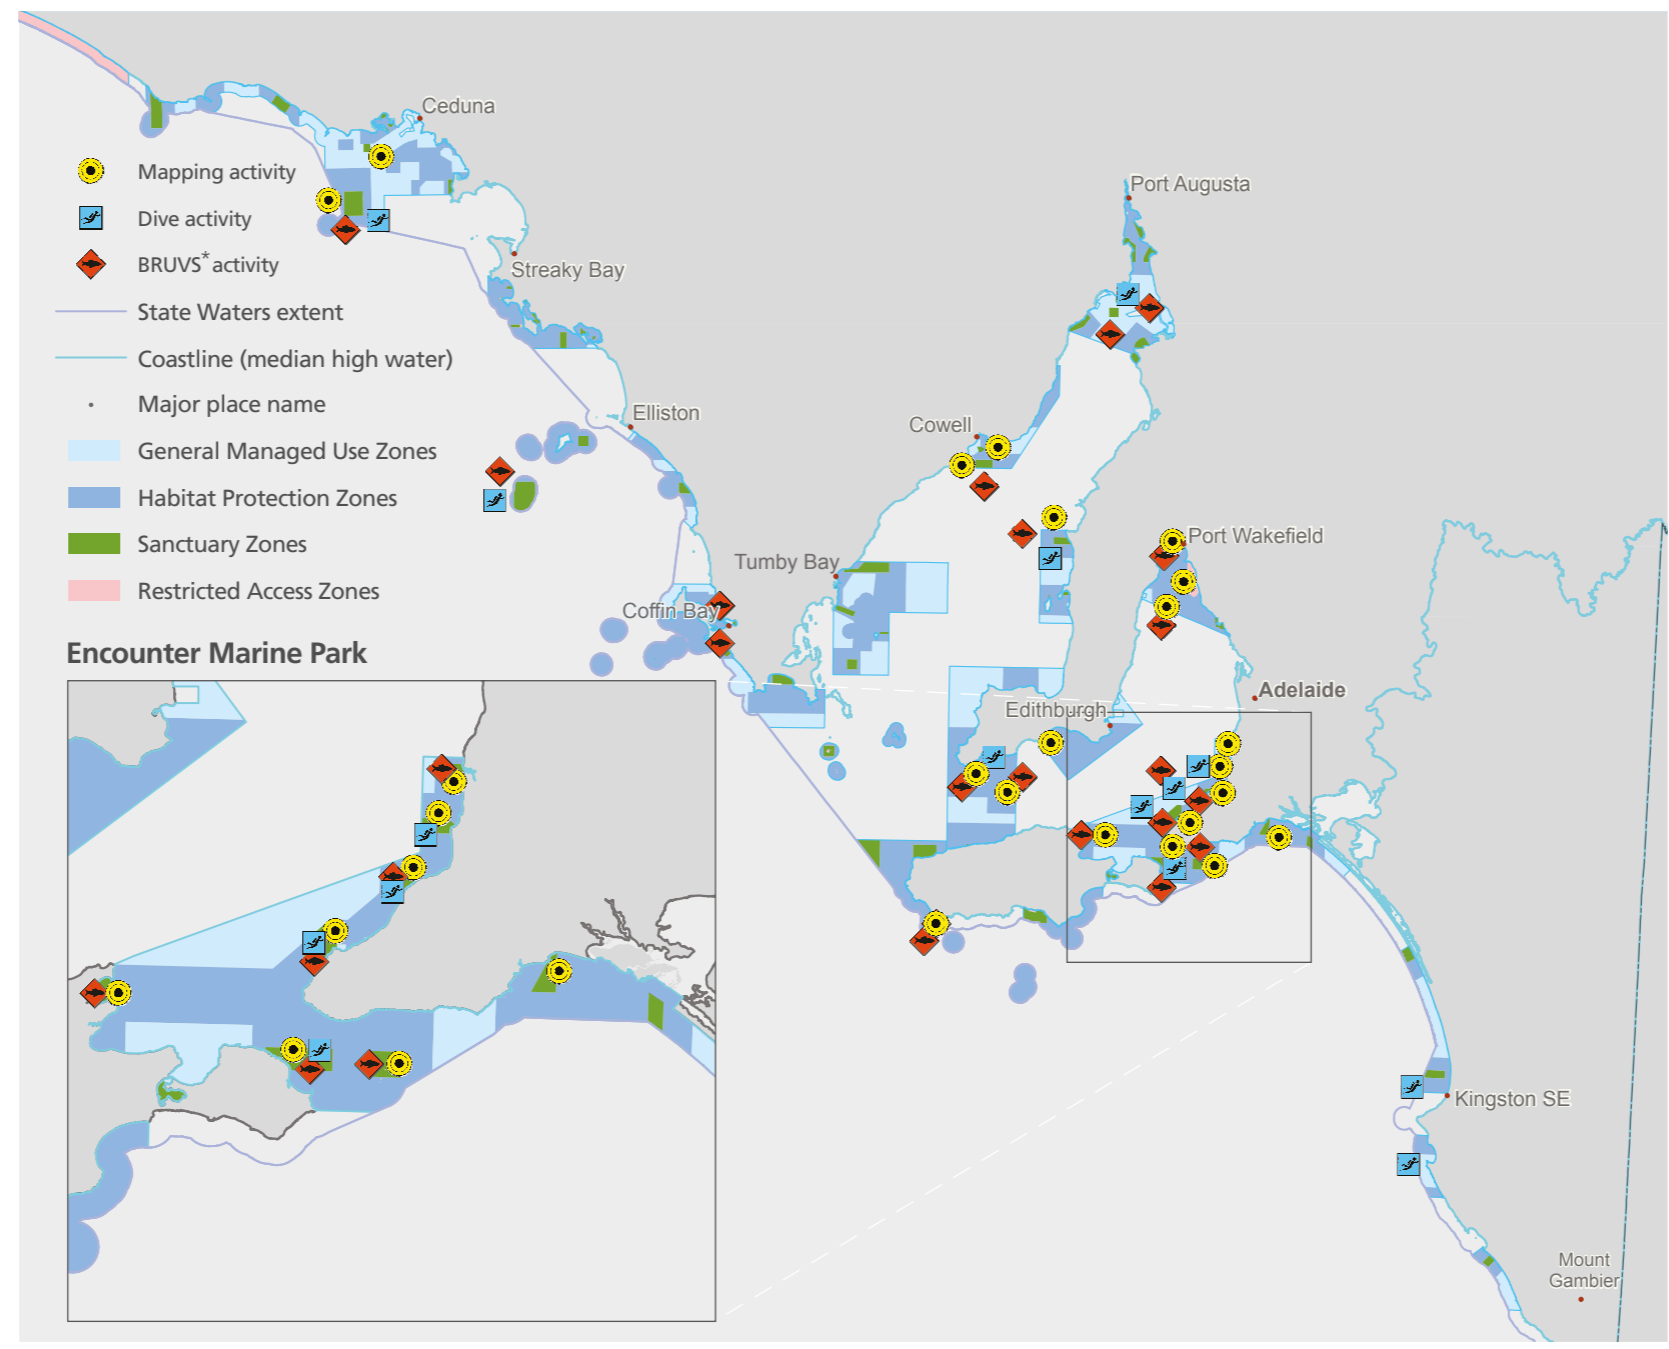 Ceduna
Mapping activity
Port Augusta
Dive activity
BRUVS* activity
Streaky Bay
State Waters extent
Coastline (median high water)
Major place name
Elliston
Cowell
General Managed Use Zones
Habitat Protection Zones
Sanctuary Zones
Port Wakefield
Tumby Bay
Restricted Access Zones
Coffin Bay
Encounter Marine Park
Adelaide
Edithburgh
Kingston SE
Mount
Gambier